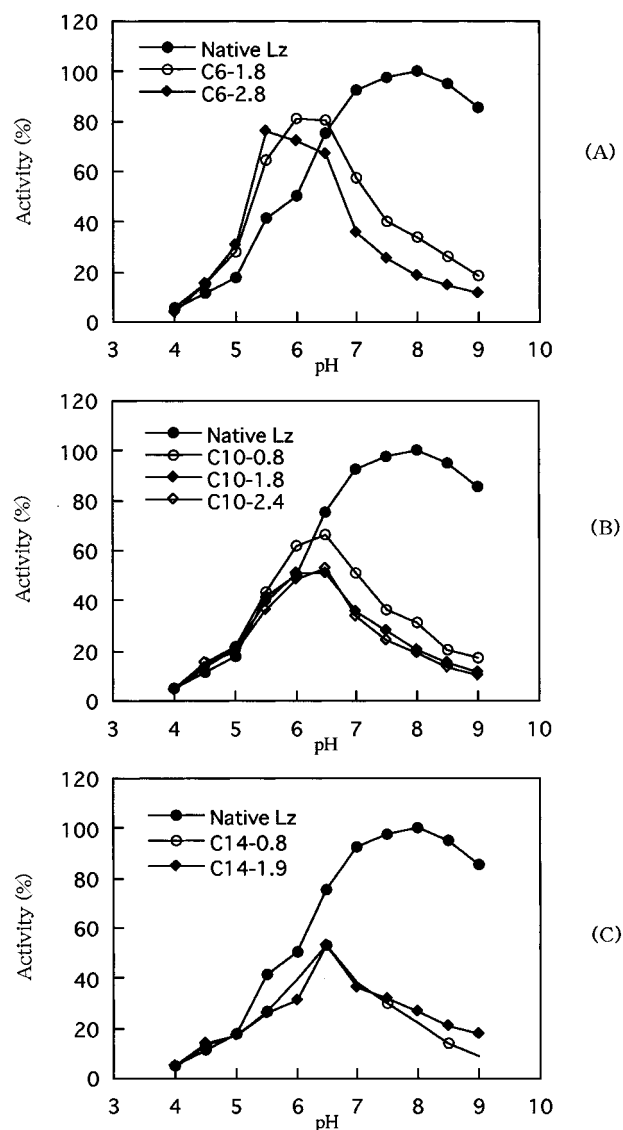 120
100
80
60
40
20
0
Activity (%)
Native Lz
C6-1.8
C6-2.8
(A)
3 4 5 6 7 8 9 10
pH
120
100
80
60
40
20
0
Activity (%)
Native Lz
C10-0.8
C10-1.8
C10-2.4
(B)
3 4 5 6 7 8 9 10
pH
120
100
80
60
40
20
0
Activity (%)
Native Lz
C14-0.8
C14-1.9
(C)
3 4 5 6 7 8 9 10
pH